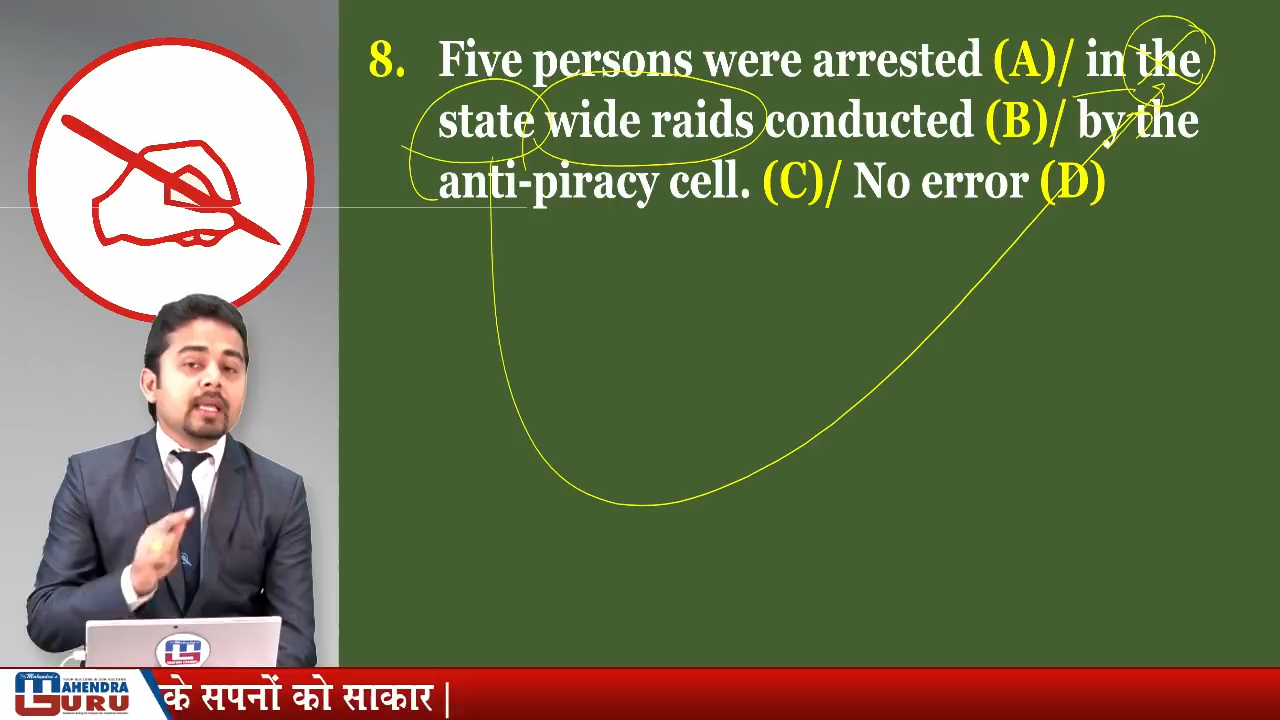 8. Five persons were arrested (A)/ in the
state wide raids conducted (B)/ by the
anti-piracy cell. (C)/ No error (D)
MAHENDRA
GURU
के सपनों को साकार |